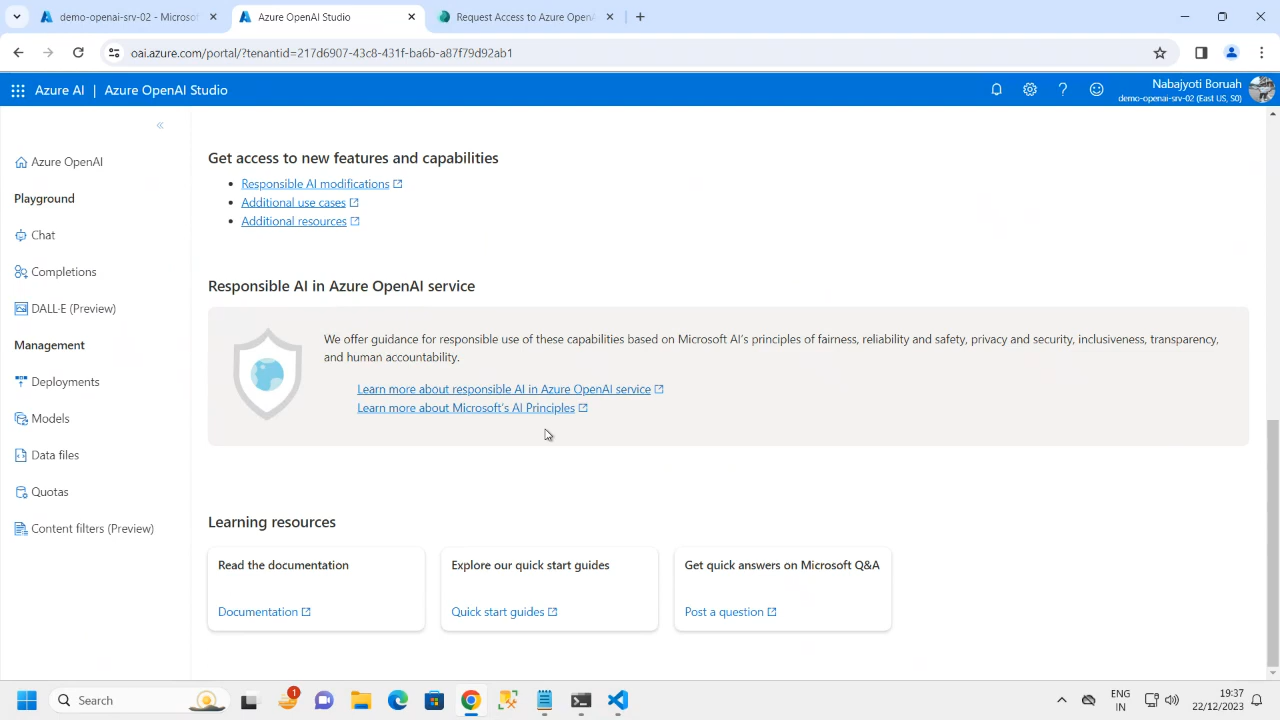 demo-openai-srv-02 - Microsof
Azure OpenAI Studio
Request Access to Azure OpenA
oai.azure.com/portal/?tenantid=217d6907-43c8-431f-ba6b-a87f79d92ab1
Azure AI | Azure OpenAI Studio
Nabajyoti Boruah
demo-openai-srv-02 (East US, S0)
Azure OpenAI
Playground
Chat
Completions
DALL·E (Preview)
Management
Deployments
Models
Data files
Quotas
Content filters (Preview)
Get access to new features and capabilities
• Responsible AI modifications
• Additional use cases
• Additional resources
Responsible AI in Azure OpenAI service
We offer guidance for responsible use of these capabilities based on Microsoft AI's principles of fairness, reliability and safety, privacy and security, inclusiveness, transparency,
and human accountability.
Learn more about responsible AI in Azure OpenAI service
Learn more about Microsoft's AI Principles
Learning resources
Read the documentation
Documentation
Explore our quick start guides
Quick start guides
Get quick answers on Microsoft Q&A
Post a question
Search
1
ENG
IN
19:37
22/12/2023